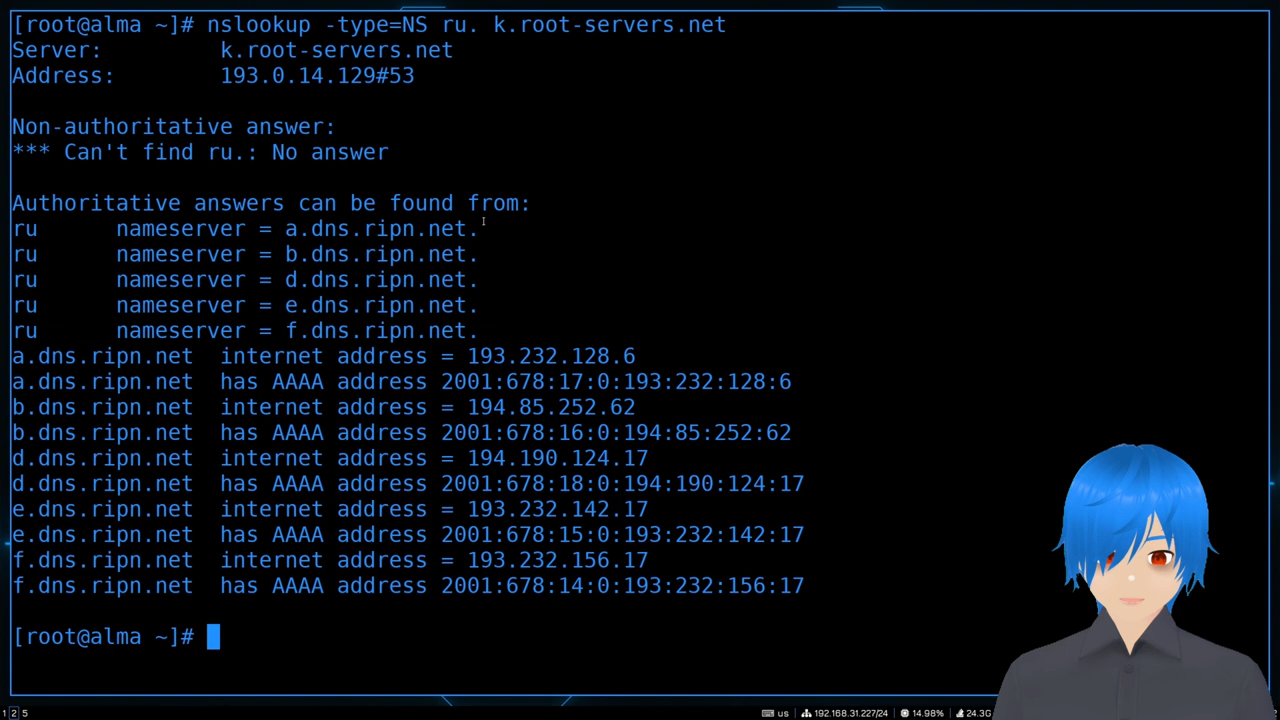 [root@alma ~]# nslookup -type=NS ru. k.root-servers.net
Server:		k.root-servers.net
Address:	193.0.14.129#53
Non-authoritative answer:
*** Can't find ru.: No answer
Authoritative answers can be found from:
ru	nameserver = a.dns.ripn.net.
ru	nameserver = b.dns.ripn.net.
ru	nameserver = d.dns.ripn.net.
ru	nameserver = e.dns.ripn.net.
ru	nameserver = f.dns.ripn.net.
a.dns.ripn.net	internet address = 193.232.128.6
a.dns.ripn.net	has AAAA address 2001:678:17:0:193:232:128:6
b.dns.ripn.net	internet address = 194.85.252.62
b.dns.ripn.net	has AAAA address 2001:678:16:0:194:85:252:62
d.dns.ripn.net	internet address = 194.190.124.17
d.dns.ripn.net	has AAAA address 2001:678:18:0:194:190:124:17
e.dns.ripn.net	internet address = 193.232.142.17
e.dns.ripn.net	has AAAA address 2001:678:15:0:193:232:142:17
f.dns.ripn.net	internet address = 193.232.156.17
f.dns.ripn.net	has AAAA address 2001:678:14:0:193:232:156:17
[root@alma ~]#
1 2 5 us 192.168.31.227/24 14.98% 24.3G